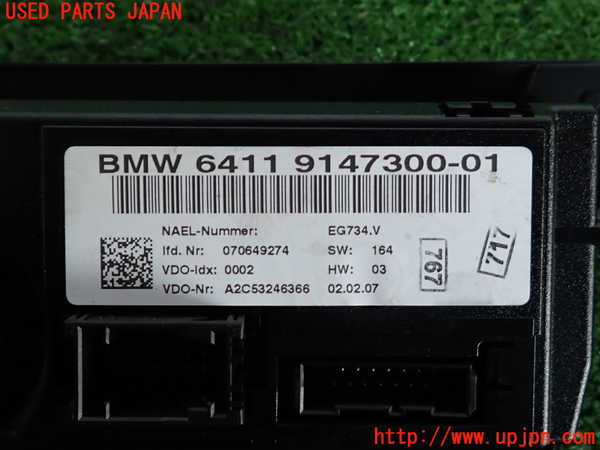 USED PARTS JAPAN
BMW 6411 9147300-01
NAEL-Nummer: EG734.V
lfd. Nr: 070649274 SW: 164
VDO-Idx: 0002 HW: 03
VDO-Nr: A2C53246366 02.02.07
767
717
http://www.upjpn.com/